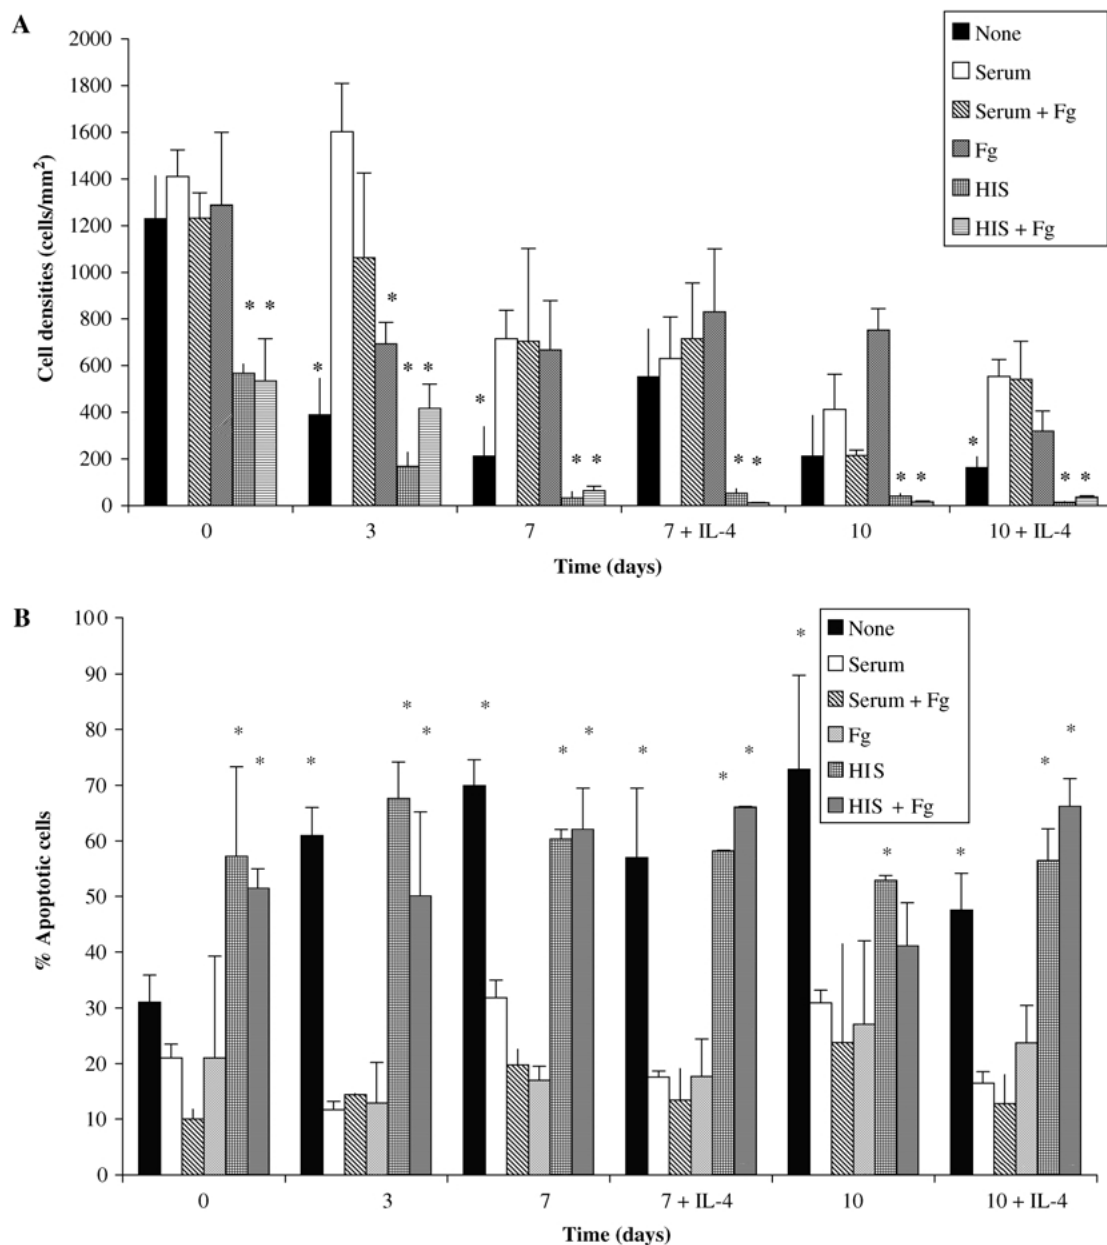 A
2000
1800
1600
1400
1200
1000
800
600
400
200
0
Cell densities (cells/mm²)
None
Serum
Serum + Fg
Fg
HIS
HIS + Fg
* * * * * * * * * * * * * * * *
0 3 7 7 + IL-4 10 10 + IL-4
Time (days)
B
100
90
80
70
60
50
40
30
20
10
0
% Apoptotic cells
None
Serum
Serum + Fg
Fg
HIS
HIS + Fg
* * * * * * * * * * * * * * * *
0 3 7 7 + IL-4 10 10 + IL-4
Time (days)